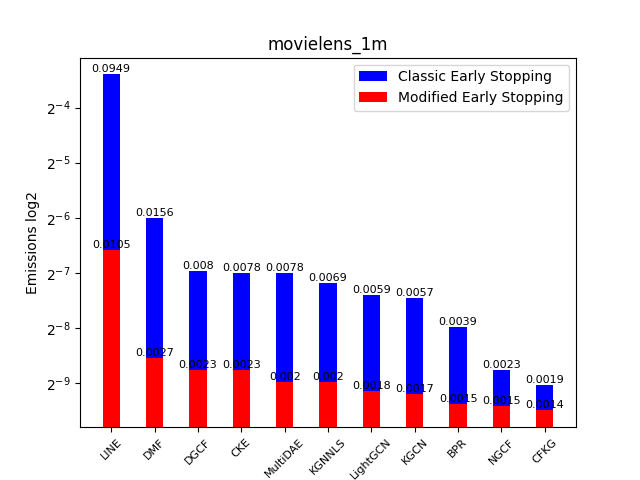 movielens_1m
Classic Early Stopping
Modified Early Stopping
Emissions log2
2^-4
2^-5
2^-6
2^-7
2^-8
2^-9
0.0949
0.0156
0.008
0.0078
0.0078
0.0069
0.0059
0.0057
0.0039
0.0023
0.0019
0.0105
0.0027
0.0023
0.0023
0.002
0.002
0.0018
0.0017
0.0015
0.0015
0.0014
LINE
DMF
DGCF
CKE
MultiDAE
KGNNLS
LightGCN
KGCN
BPR
NGCF
CFKG